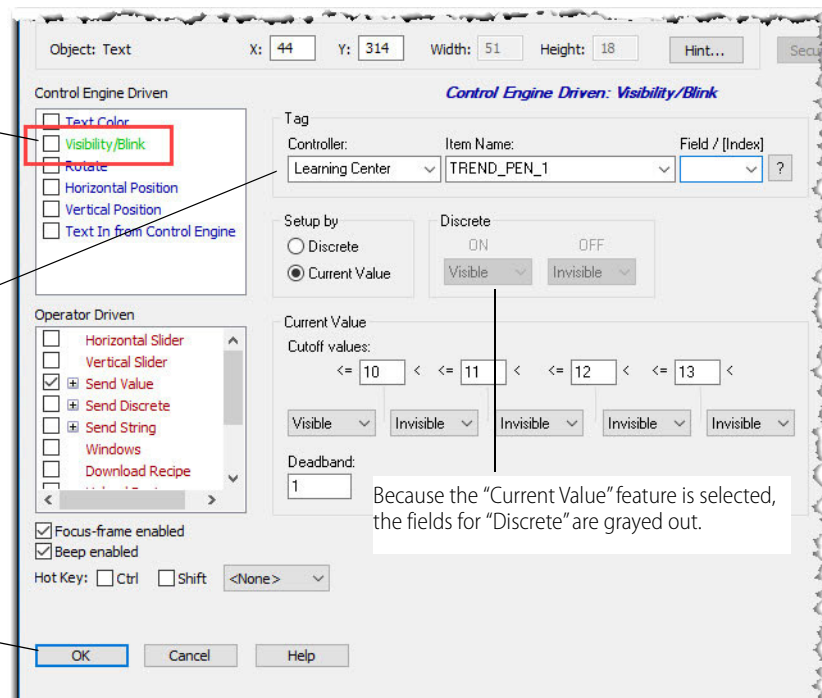 Object: Text X: 44 Y: 314 Width: 51 Height: 18 Hint...
Control Engine Driven
Control Engine Driven: Visibility/Blink
Text Color
Visibility/Blink
Rotate
Horizontal Position
Vertical Position
Text In from Control Engine
Tag
Controller: Item Name: Field / [Index]
Learning Center TREND_PEN_1 ?
Setup by
Discrete
Current Value
Discrete
ON OFF
Visible Invisible
Operator Driven
Horizontal Slider
Vertical Slider
Send Value
Send Discrete
Send String
Windows
Download Recipe
Current Value
Cutoff values:
<= 10 < <= 11 < <= 12 < <= 13 <
Visible Invisible Invisible Invisible Invisible
Deadband:
1
Because the “Current Value” feature is selected,
the fields for “Discrete” are grayed out.
Focus-frame enabled
Beep enabled
Hot Key: Ctrl Shift <None>
OK Cancel Help